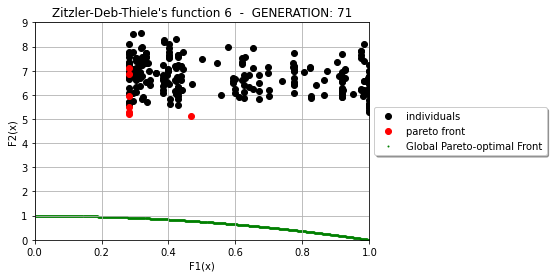 Zitzler-Deb-Thiele's function 6 - GENERATION: 71
9
8
7
6
5
4
3
2
1
0
F2(x)
0.0 0.2 0.4 0.6 0.8 1.0
F1(x)
individuals
pareto front
Global Pareto-optimal Front